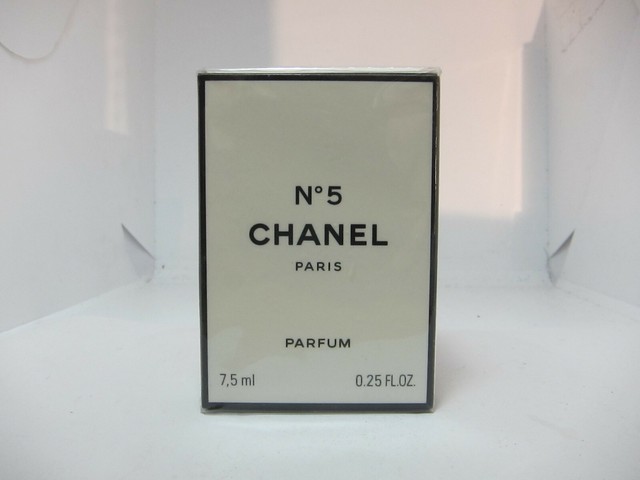 N°5
CHANEL
PARIS
PARFUM
7,5 ml 0.25 FL.OZ.